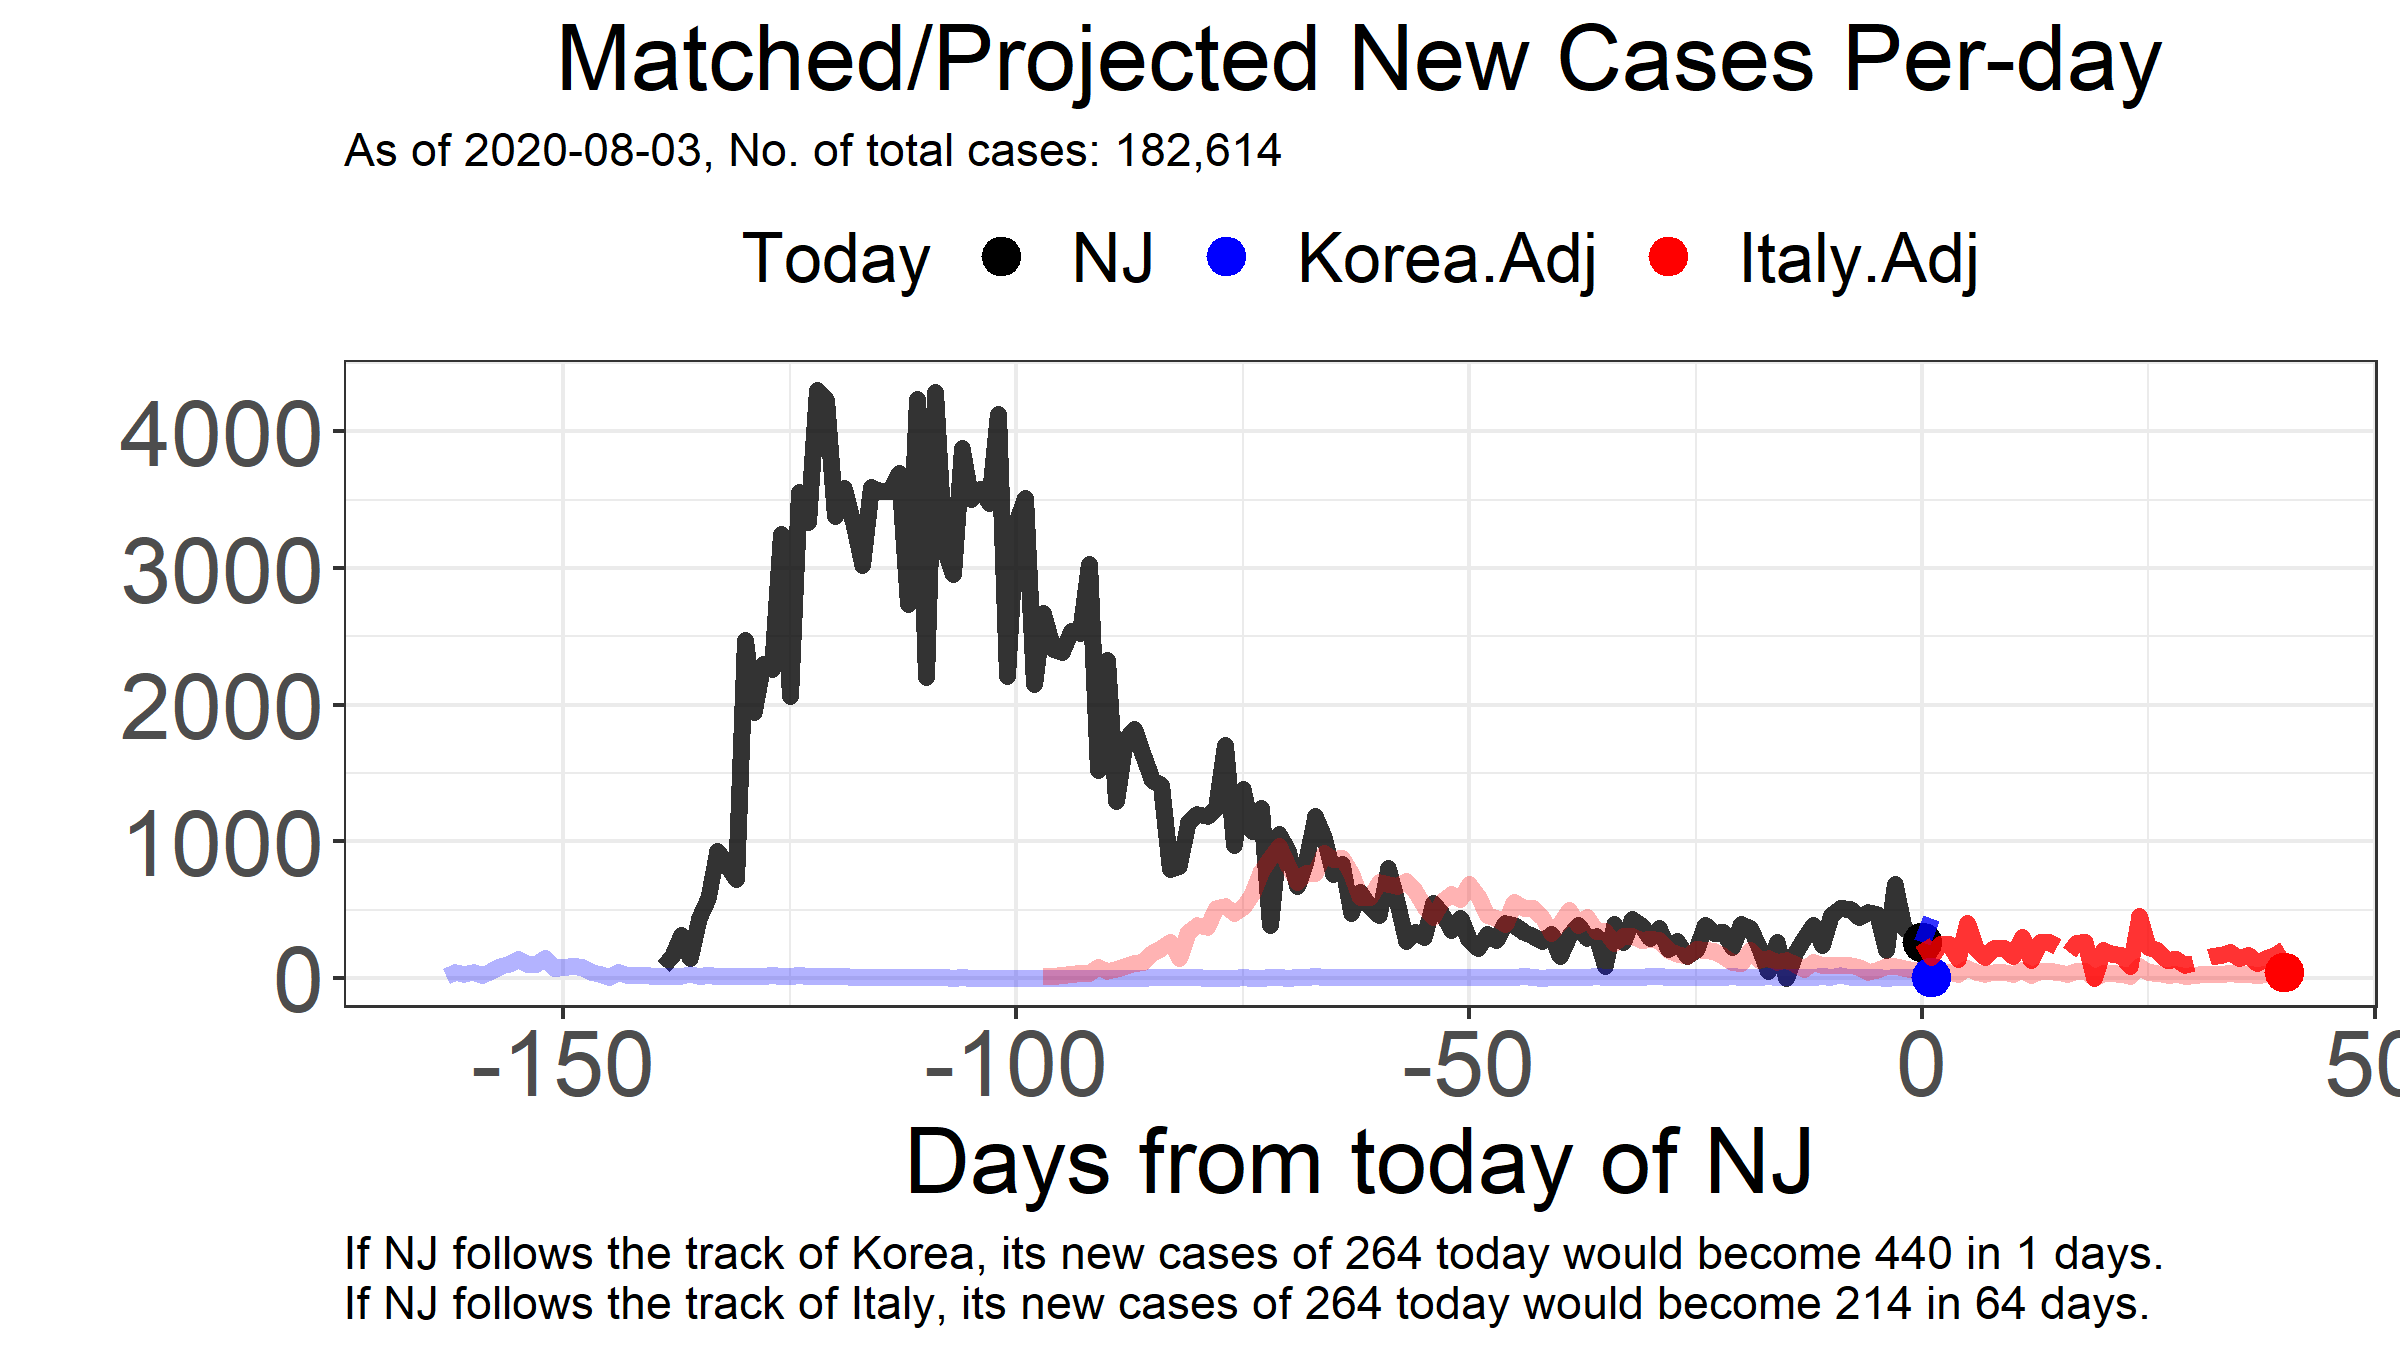 Matched/Projected New Cases Per-day
As of 2020-08-03, No. of total cases: 182,614
Today NJ Korea.Adj Italy.Adj
4000
3000
2000
1000
0
-150 -100 -50 0 50
Days from today of NJ
If NJ follows the track of Korea, its new cases of 264 today would become 440 in 1 days.
If NJ follows the track of Italy, its new cases of 264 today would become 214 in 64 days.